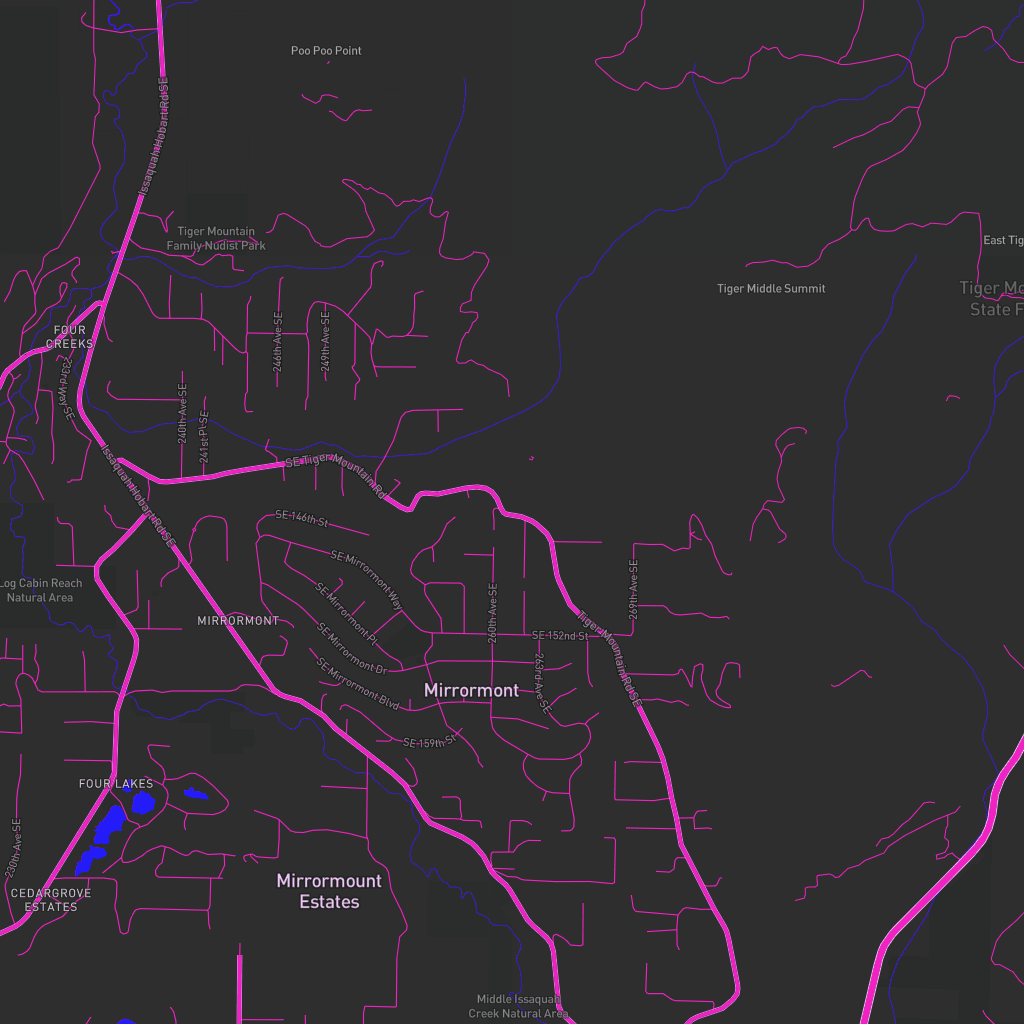 Poo Poo Point
Issaquah-Hobart Rd SE
Tiger Mountain
Family Nudist Park
East Tig
Tiger Middle Summit
Tiger Mo
State F
FOUR
CREEKS
246th Ave SE
249th Ave SE
233rd Way SE
240th Ave SE
241st Pl SE
Issaquah-Hobart Rd SE
SE Tiger Mountain Rd
SE 146th St
SE Mirrormont Way
Log Cabin Reach
Natural Area
SE Mirrormont Pl
260th Ave SE
269th Ave SE
MIRRORMONT
SE Mirrormont Dr
SE 152nd St
Tiger Mountain Rd SE
SE Mirrormont Blvd
Mirrormont
263rd Ave SE
SE 159th St
FOUR LAKES
230th Ave SE
CEDARGROVE
ESTATES
Mirrormount
Estates
Middle Issaquah
Creek Natural Area